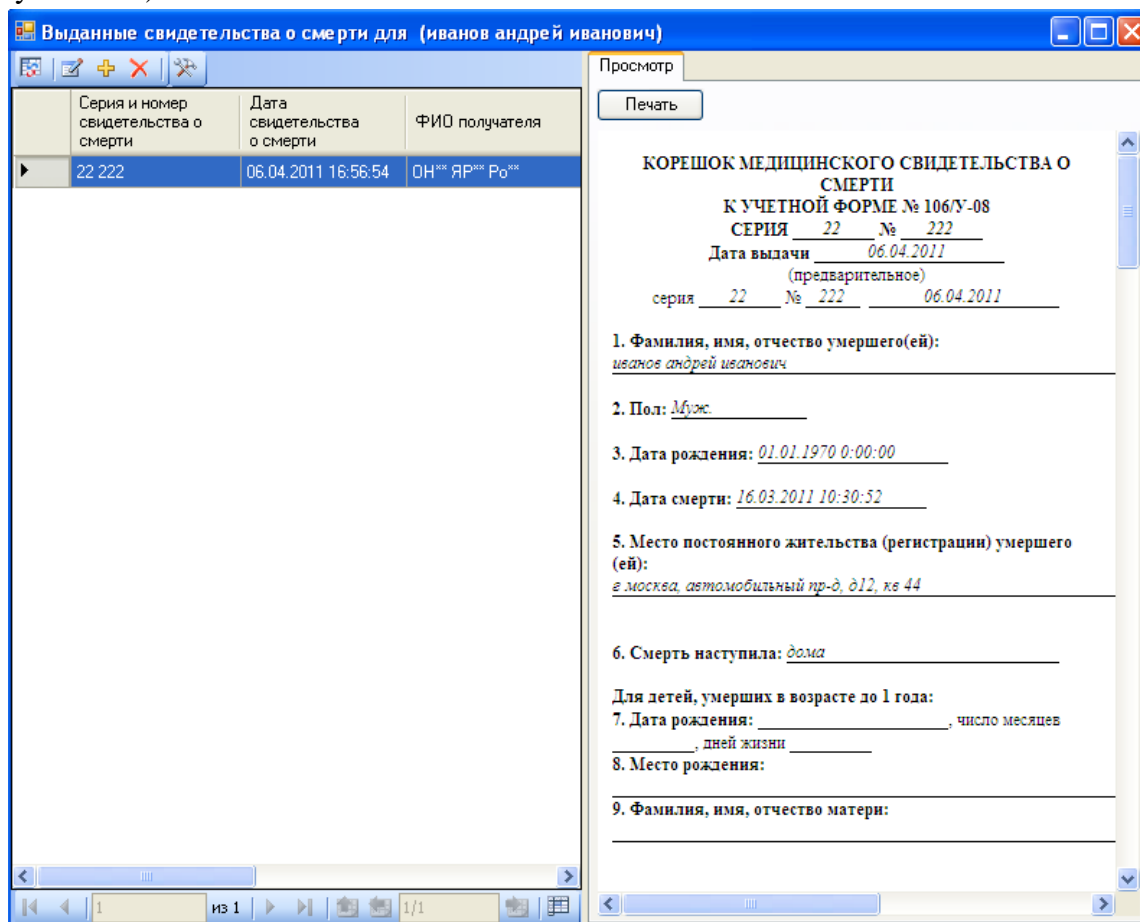 Выданные свидетельства о смерти для (иванов андрей иванович)
Серия и номер свидетельства о смерти
Дата свидетельства о смерти
ФИО получателя
22 222
06.04.2011 16:56:54
ОН** ЯР** Ро**
1
из 1
1/1
Просмотр
Печать
КОРЕШОК МЕДИЦИНСКОГО СВИДЕТЕЛЬСТВА О
СМЕРТИ
К УЧЕТНОЙ ФОРМЕ № 106/У-08
СЕРИЯ 22 № 222
Дата выдачи 06.04.2011
(предварительное)
серия 22 № 222 06.04.2011
1. Фамилия, имя, отчество умершего(ей):
иванов андрей иванович
2. Пол: Муж.
3. Дата рождения: 01.01.1970 0:00:00
4. Дата смерти: 16.03.2011 10:30:52
5. Место постоянного жительства (регистрации) умершего
(ей):
г москва, автомобильный пр-д, д12, кв 44
6. Смерть наступила: дома
Для детей, умерших в возрасте до 1 года:
7. Дата рождения: , число месяцев
, дней жизни
8. Место рождения:
9. Фамилия, имя, отчество матери: